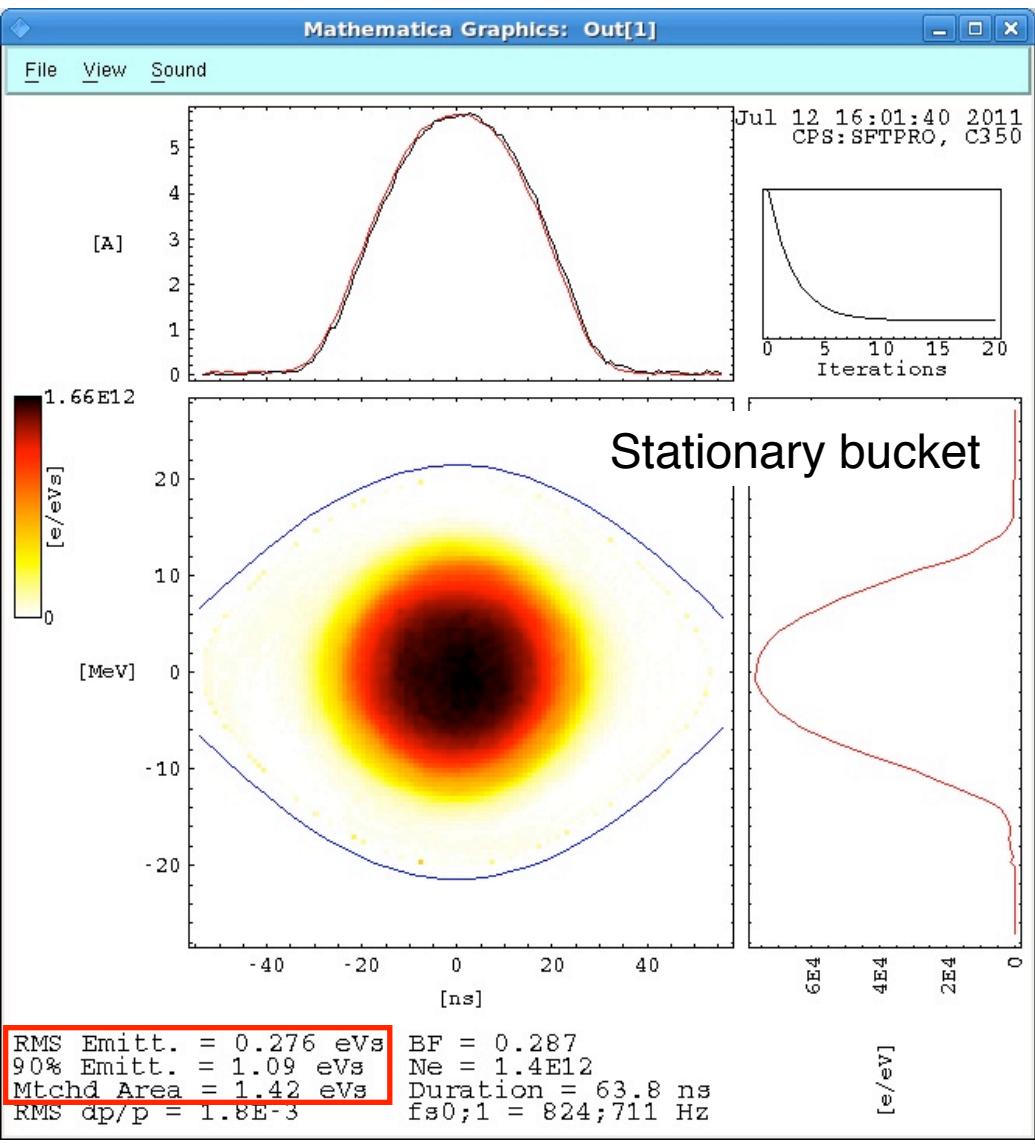 Mathematica Graphics: Out[1]
File View Sound
Jul 12 16:01:40 2011
CPS:SFTPRO, C350
5
4
3
2
1
0
[A]
0 5 10 15 20
Iterations
1.66E12
[e/eVs]
0
Stationary bucket
20
10
0
-10
-20
[MeV]
-40 -20 0 20 40
[ns]
6E4 4E4 2E4 0
[e/eV]
RMS Emitt. = 0.276 eVs BF = 0.287
90% Emitt. = 1.09 eVs Ne = 1.4E12
Mtchd Area = 1.42 eVs Duration = 63.8 ns
RMS dp/p = 1.8E-3 fs0;1 = 824;711 Hz